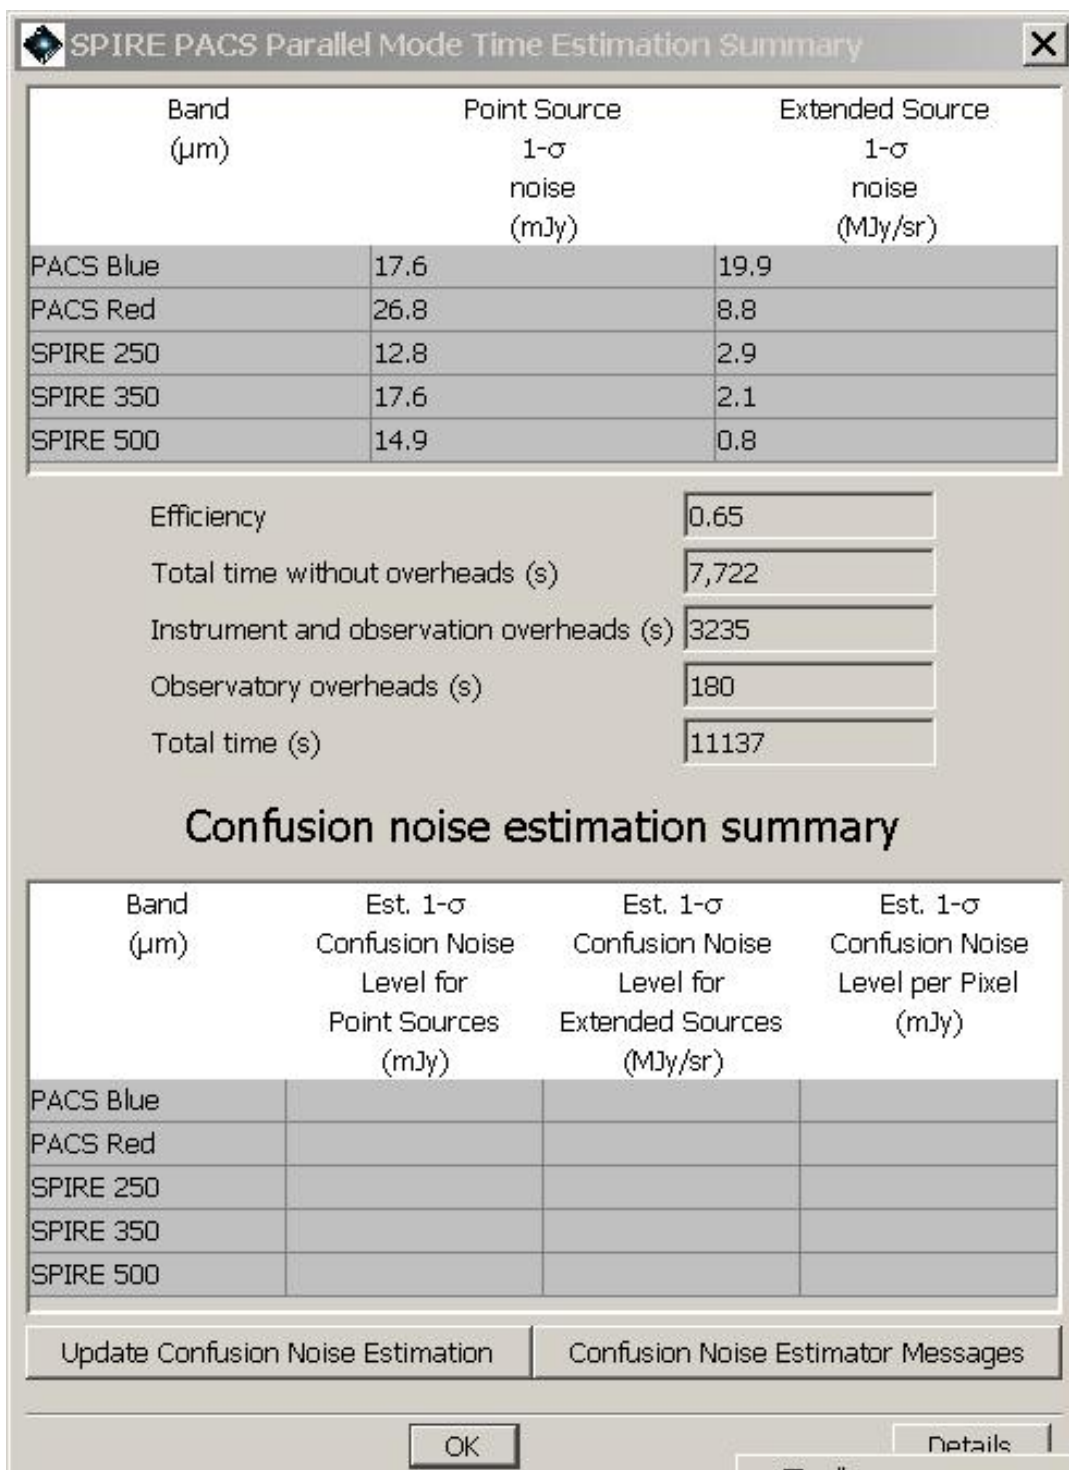 SPIRE PACS Parallel Mode Time Estimation Summary
Band Point Source Extended Source
(µm) 1-σ 1-σ
noise noise
(mJy) (MJy/sr)
PACS Blue 17.6 19.9
PACS Red 26.8 8.8
SPIRE 250 12.8 2.9
SPIRE 350 17.6 2.1
SPIRE 500 14.9 0.8
Efficiency 0.65
Total time without overheads (s) 7,722
Instrument and observation overheads (s) 3235
Observatory overheads (s) 180
Total time (s) 11137
Confusion noise estimation summary
Band Est. 1-σ Est. 1-σ Est. 1-σ
(µm) Confusion Noise Confusion Noise Confusion Noise
Level for Level for Level per Pixel
Point Sources Extended Sources (mJy)
(mJy) (MJy/sr)
PACS Blue
PACS Red
SPIRE 250
SPIRE 350
SPIRE 500
Update Confusion Noise Estimation Confusion Noise Estimator Messages
OK Details